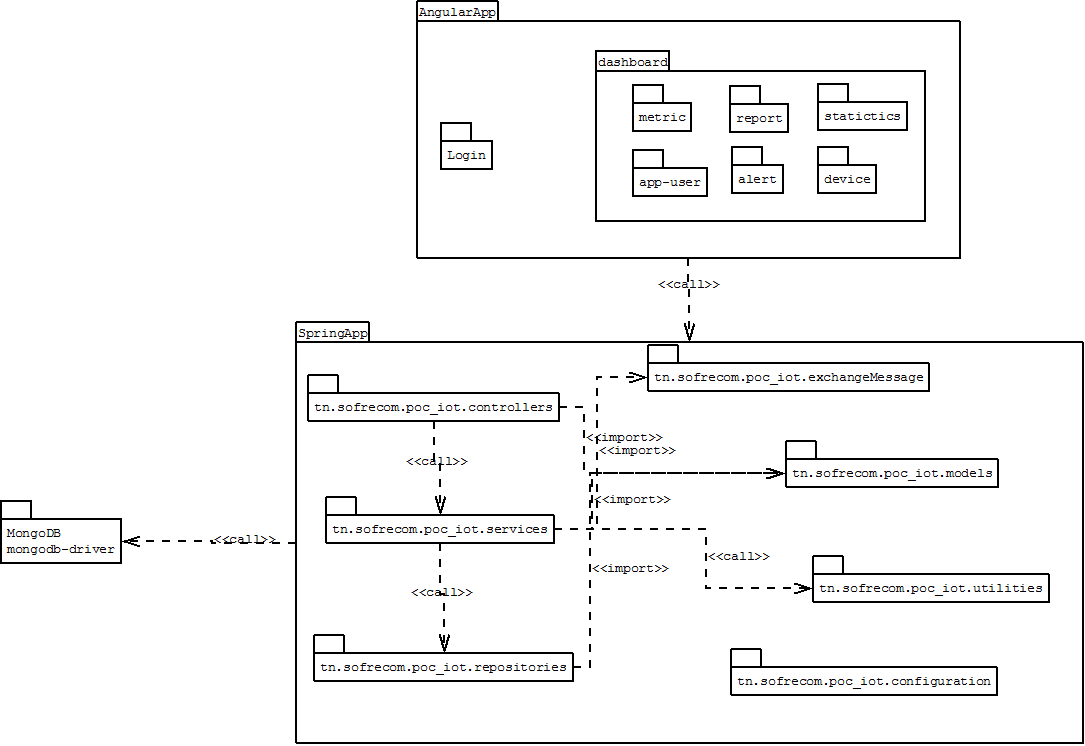 AngularApp
dashboard
metric
report
statictics
Login
app-user
alert
device
<<call>>
SpringApp
tn.sofrecom.poc_iot.exchangeMessage
tn.sofrecom.poc_iot.controllers
<<import>>
<<import>>
<<call>>
tn.sofrecom.poc_iot.models
<<import>>
tn.sofrecom.poc_iot.services
MongoDB
mongodb-driver
<<call>>
<<call>>
<<import>>
tn.sofrecom.poc_iot.utilities
<<call>>
tn.sofrecom.poc_iot.repositories
tn.sofrecom.poc_iot.configuration